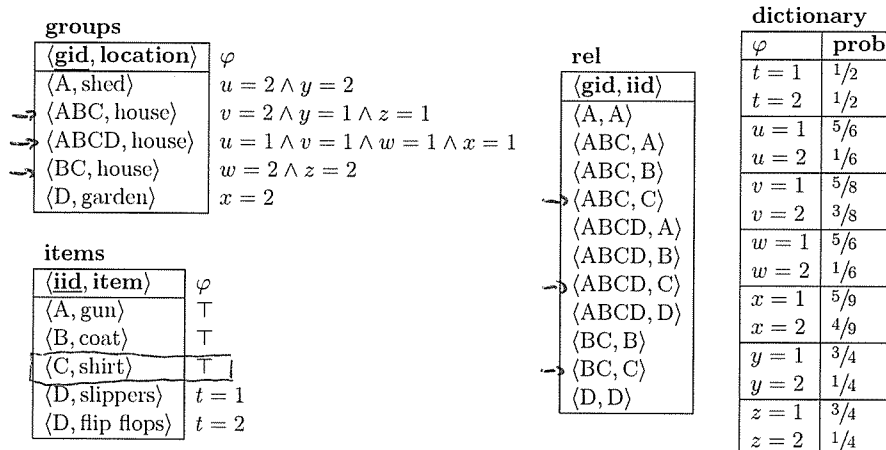 groups
⟨gid, location⟩ φ
⟨A, shed⟩ u = 2 ∧ y = 2
⟨ABC, house⟩ v = 2 ∧ y = 1 ∧ z = 1
⟨ABCD, house⟩ u = 1 ∧ v = 1 ∧ w = 1 ∧ x = 1
⟨BC, house⟩ w = 2 ∧ z = 2
⟨D, garden⟩ x = 2
items
⟨iid, item⟩ φ
⟨A, gun⟩ ⊤
⟨B, coat⟩ ⊤
⟨C, shirt⟩ ⊤
⟨D, slippers⟩ t = 1
⟨D, flip flops⟩ t = 2
rel
⟨gid, iid⟩
⟨A, A⟩
⟨ABC, A⟩
⟨ABC, B⟩
⟨ABC, C⟩
⟨ABCD, A⟩
⟨ABCD, B⟩
⟨ABCD, C⟩
⟨ABCD, D⟩
⟨BC, B⟩
⟨BC, C⟩
⟨D, D⟩
dictionary
φ prob
t = 1 1/2
t = 2 1/2
u = 1 5/6
u = 2 1/6
v = 1 5/8
v = 2 3/8
w = 1 5/6
w = 2 1/6
x = 1 5/9
x = 2 4/9
y = 1 3/4
y = 2 1/4
z = 1 3/4
z = 2 1/4